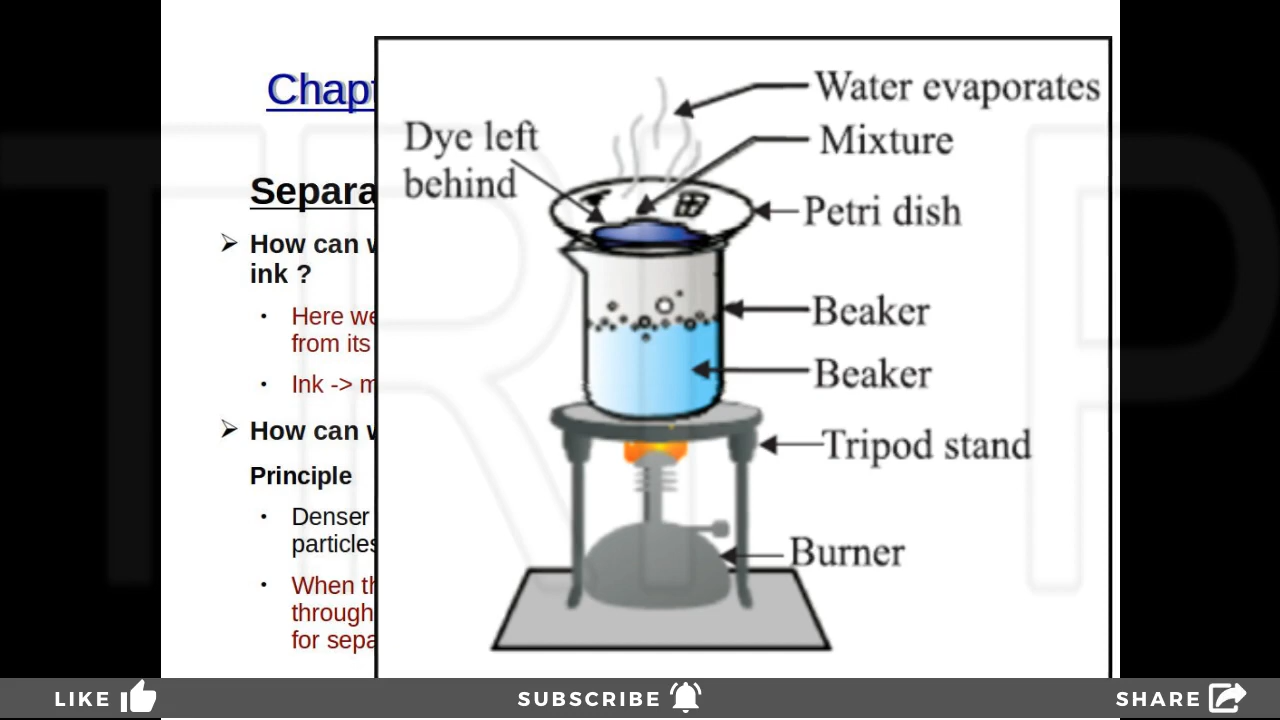 Chap
Separa
➢ How can w
ink ?
• Here we
from its
• Ink -> m
➢ How can w
Principle
• Denser
particles
• When th
through
for sepa
Water evaporates
Mixture
Dye left
behind
Petri dish
Beaker
Beaker
Tripod stand
Burner
LIKE
SUBSCRIBE
SHARE